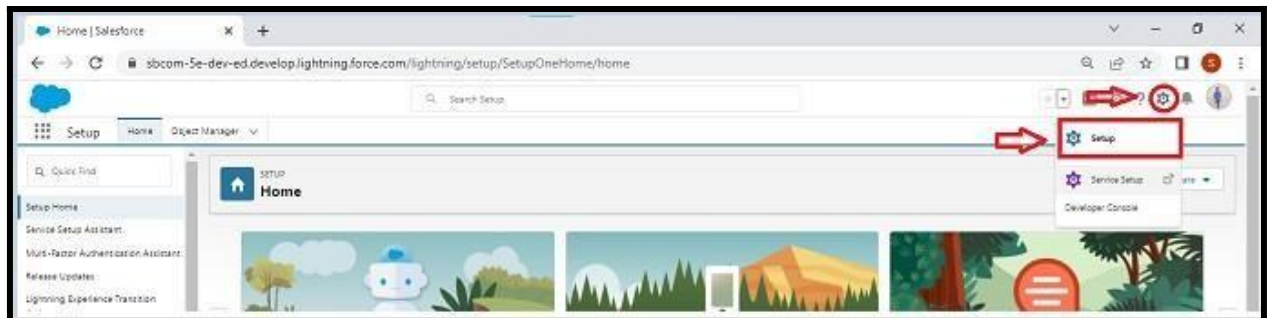 Home | Salesforce
sbcom-5e-dev-ed.develop.lightning.force.com/lightning/setup/SetupOneHome/home
S
Search Setup
?
Setup
Home
Object Manager
Setup
Quick Find
SETUP
Home
Service Setup
Developer Console
Setup Home
Service Setup Assistant
Multi-Factor Authentication Assistant
Release Updates
Lightning Experience Transition